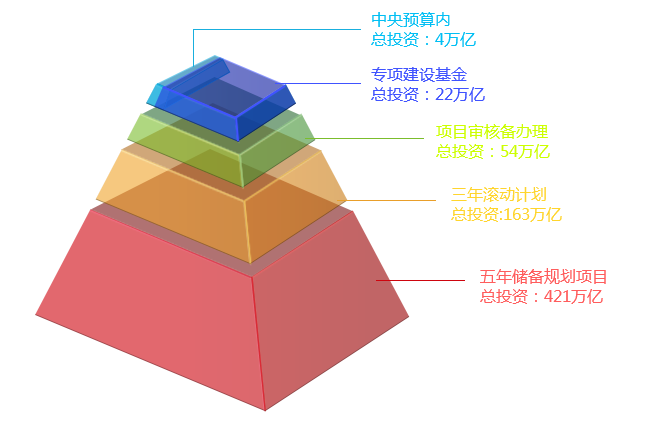 中央预算内
总投资：4万亿
专项建设基金
总投资：22万亿
项目审核备办理
总投资：54万亿
三年滚动计划
总投资:163万亿
五年储备规划项目
总投资：421万亿